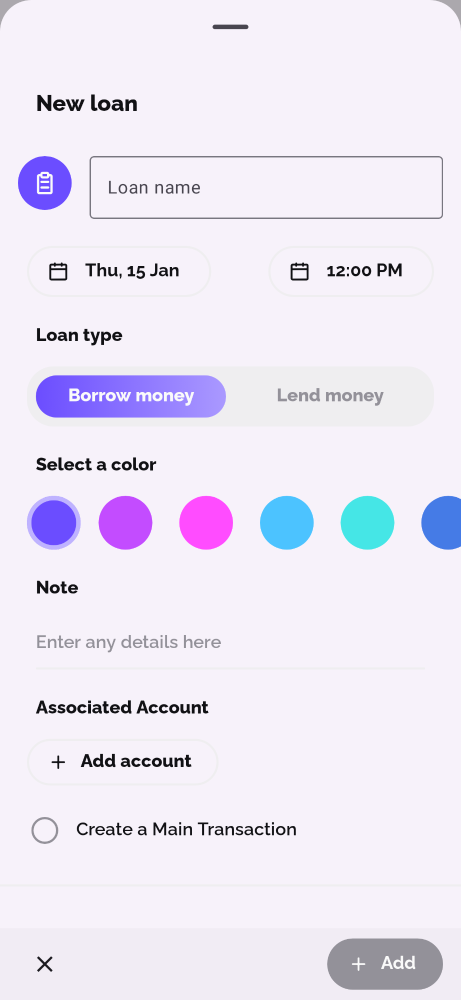 New loan
Loan name
Thu, 15 Jan
12:00 PM
Loan type
Borrow money
Lend money
Select a color
Note
Enter any details here
Associated Account
Add account
Create a Main Transaction
Add